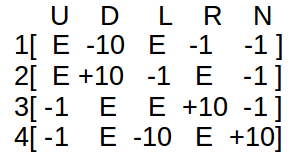 U D L R N
1[ E -10 E -1 -1 ]
2[ E +10 -1 E -1 ]
3[ -1 E E +10 -1 ]
4[ -1 E -10 E +10]